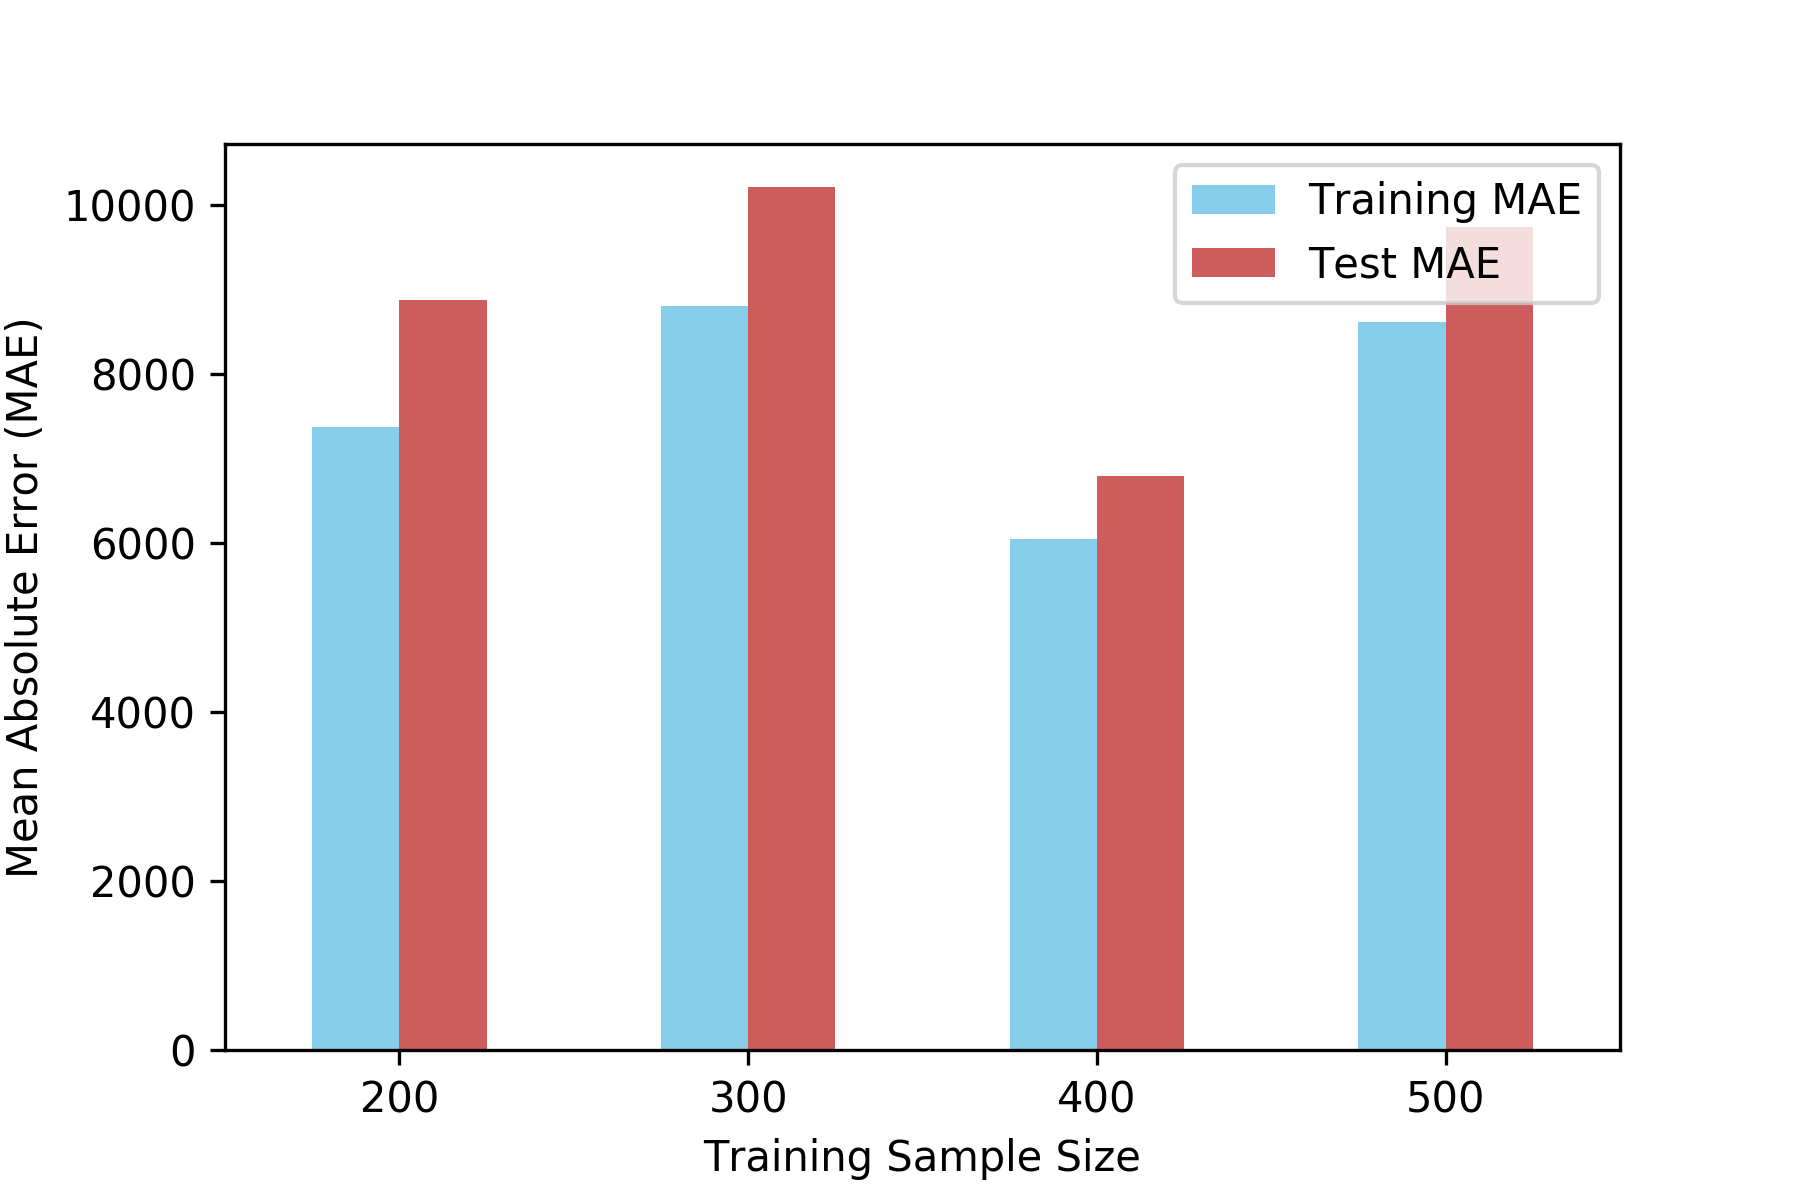 Training MAE
Test MAE
10000
8000
6000
4000
2000
0
Mean Absolute Error (MAE)
200 300 400 500
Training Sample Size